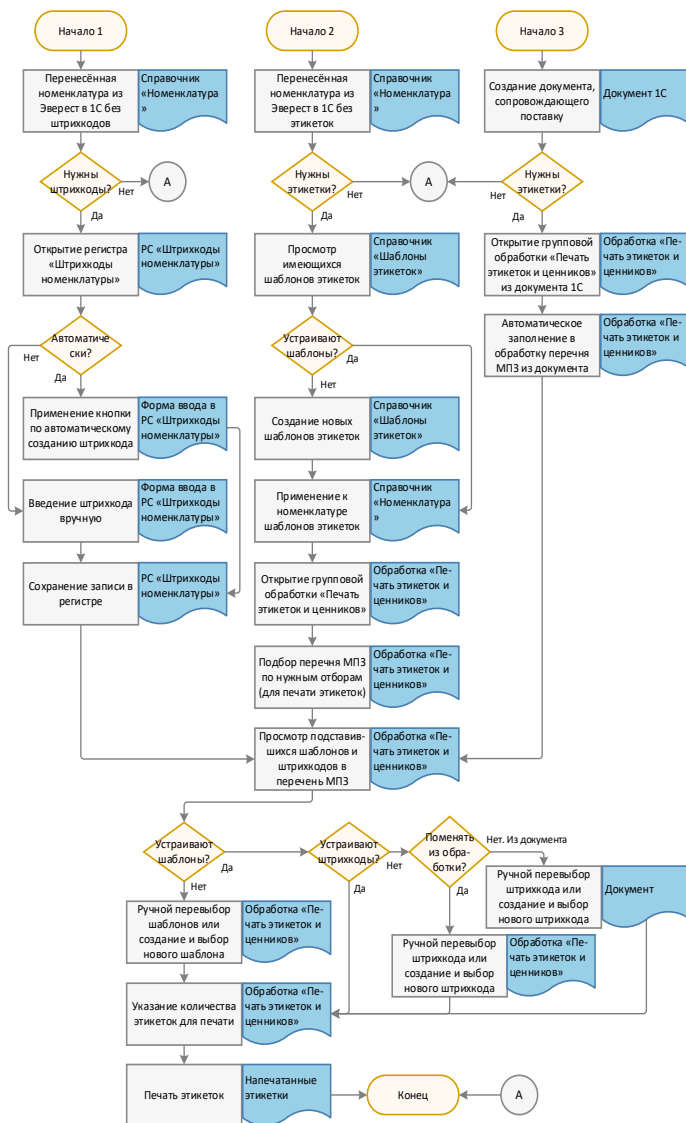 Начало 1
Начало 2
Начало 3
Перенесённая
номенклатура из
Эверест в 1С без
штрихкодов
Справочник
«Номенклатура
»
Перенесённая
номенклатура из
Эверест в 1С без
этикеток
Справочник
«Номенклатура
»
Создание документа,
сопровождающего
поставку
Документ 1С
Нужны
штрихкоды?
Нет
А
Да
Нужны
этикетки?
Нет
А
Да
Нужны
этикетки?
Нет
Да
Открытие регистра
«Штрихкоды
номенклатуры»
РС «Штрихкоды
номенклатуры»
Просмотр
имеющихся
шаблонов этикеток
Справочник
«Шаблоны
этикеток»
Открытие групповой
обработки «Печать
этикеток и ценников»
из документа 1С
Обработка «Пе-
чать этикеток и
ценников»
Автоматиче
ски?
Нет
Да
Устраивают
шаблоны?
Да
Нет
Автоматическое
заполнение в
обработку перечня
МПЗ из документа
Обработка «Пе-
чать этикеток и
ценников»
Применение кнопки
по автоматическому
созданию штрихкода
Форма ввода в
РС «Штрихкоды
номенклатуры»
Создание новых
шаблонов этикеток
Справочник
«Шаблоны
этикеток»
Введение штрихкода
вручную
Форма ввода в
РС «Штрихкоды
номенклатуры»
Применение к
номенклатуре
шаблонов этикеток
Справочник
«Номенклатура
»
Сохранение записи в
регистре
РС «Штрихкоды
номенклатуры»
Открытие групповой
обработки «Печать
этикеток и ценников»
Обработка «Пе-
чать этикеток и
ценников»
Подбор перечня МПЗ
по нужным отборам
(для печати этикеток)
Обработка «Пе-
чать этикеток и
ценников»
Просмотр подставив-
шихся шаблонов и
штрихкодов в
перечень МПЗ
Обработка «Пе-
чать этикеток и
ценников»
Устраивают
шаблоны?
Да
Нет
Устраивают
штрихкоды?
Нет
Да
Поменять
из обра-
ботки?
Нет. Из документа
Да
Ручной перевыбор
штрихкода или
создание и выбор
нового штрихкода
Документ
Ручной перевыбор
шаблонов или
создание и выбор
нового шаблона
Обработка «Пе-
чать этикеток и
ценников»
Ручной перевыбор
штрихкода или
создание и выбор
нового штрихкода
Обработка «Пе-
чать этикеток и
ценников»
Указание количества
этикеток для печати
Обработка «Пе-
чать этикеток и
ценников»
Печать этикеток
Напечатанные
этикетки
Конец
А